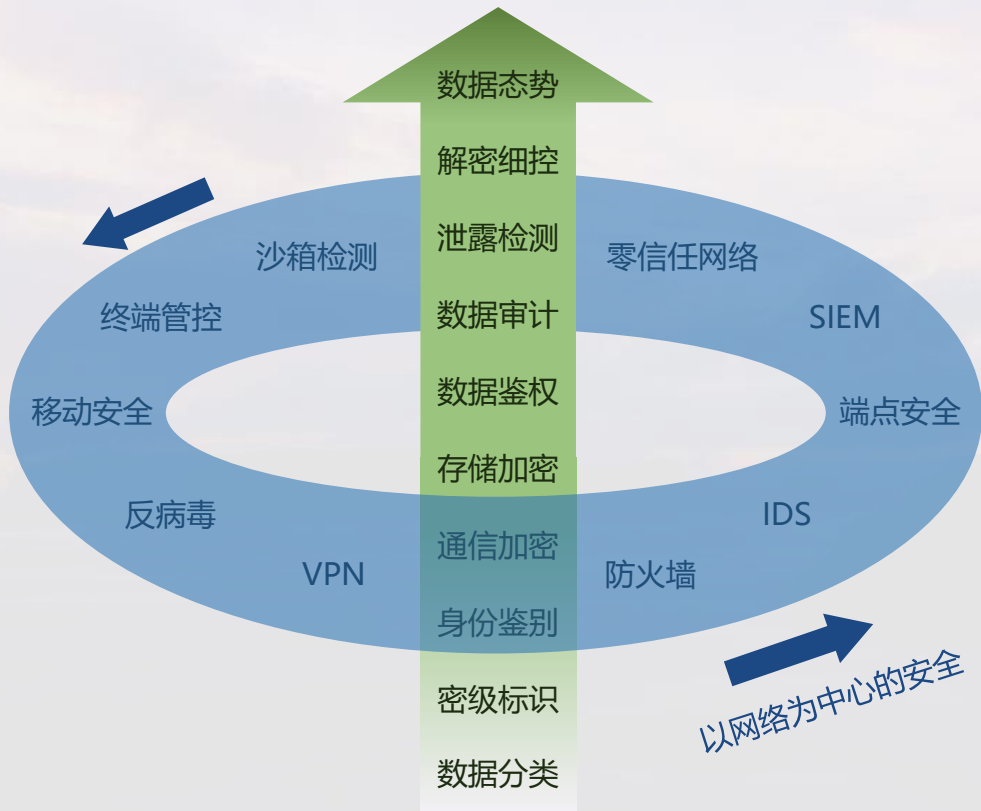 数据态势
解密细控
泄露检测
数据审计
数据鉴权
存储加密
通信加密
身份鉴别
密级标识
数据分类
沙箱检测
终端管控
移动安全
反病毒
VPN
防火墙
IDS
端点安全
SIEM
零信任网络
以网络为中心的安全